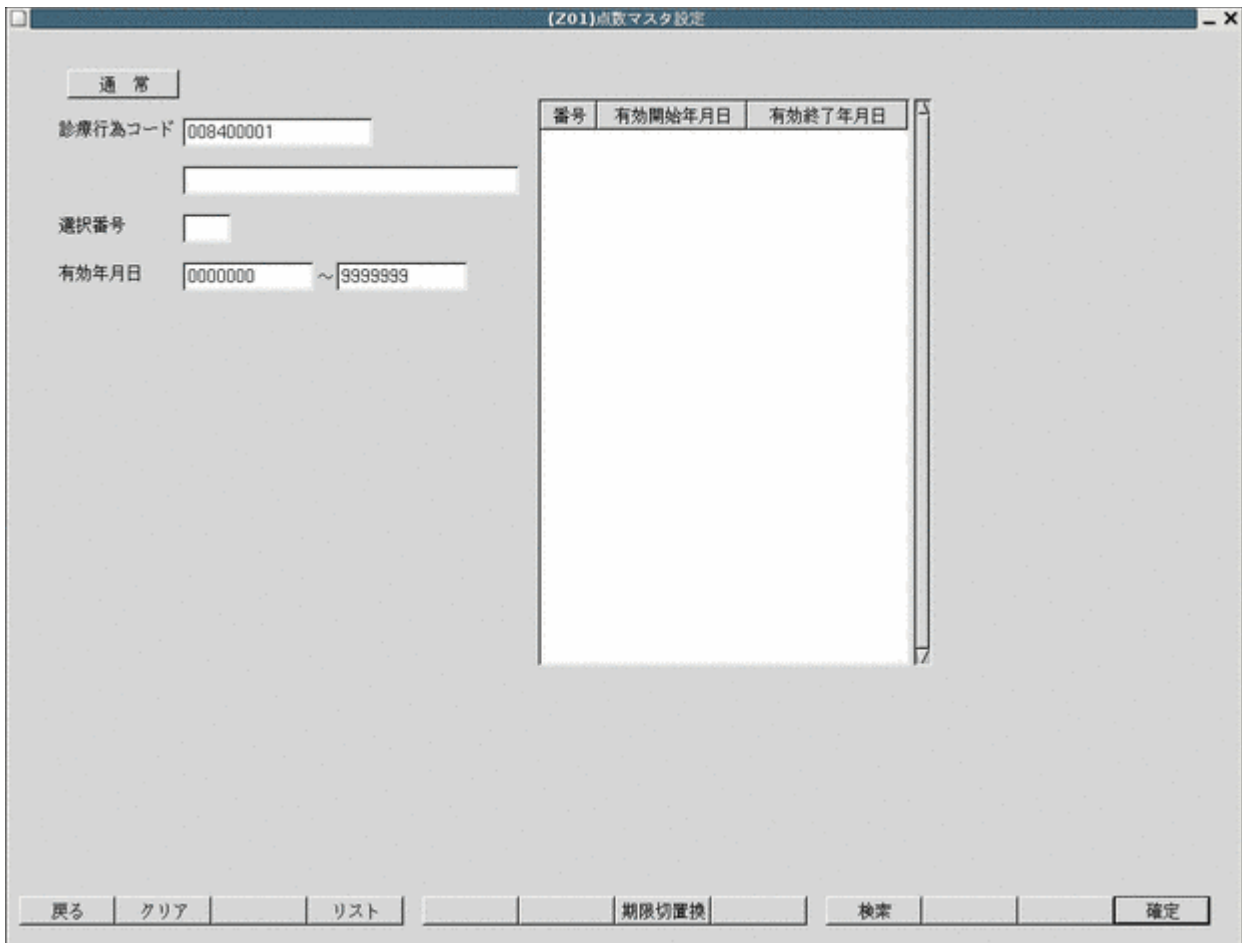 (Z01)点数マスタ設定
通 常
診療行為コード 008400001
選択番号
有効年月日 0000000 ～ 9999999
番号 有効開始年月日 有効終了年月日
戻る クリア リスト 期限切置換 検索 確定